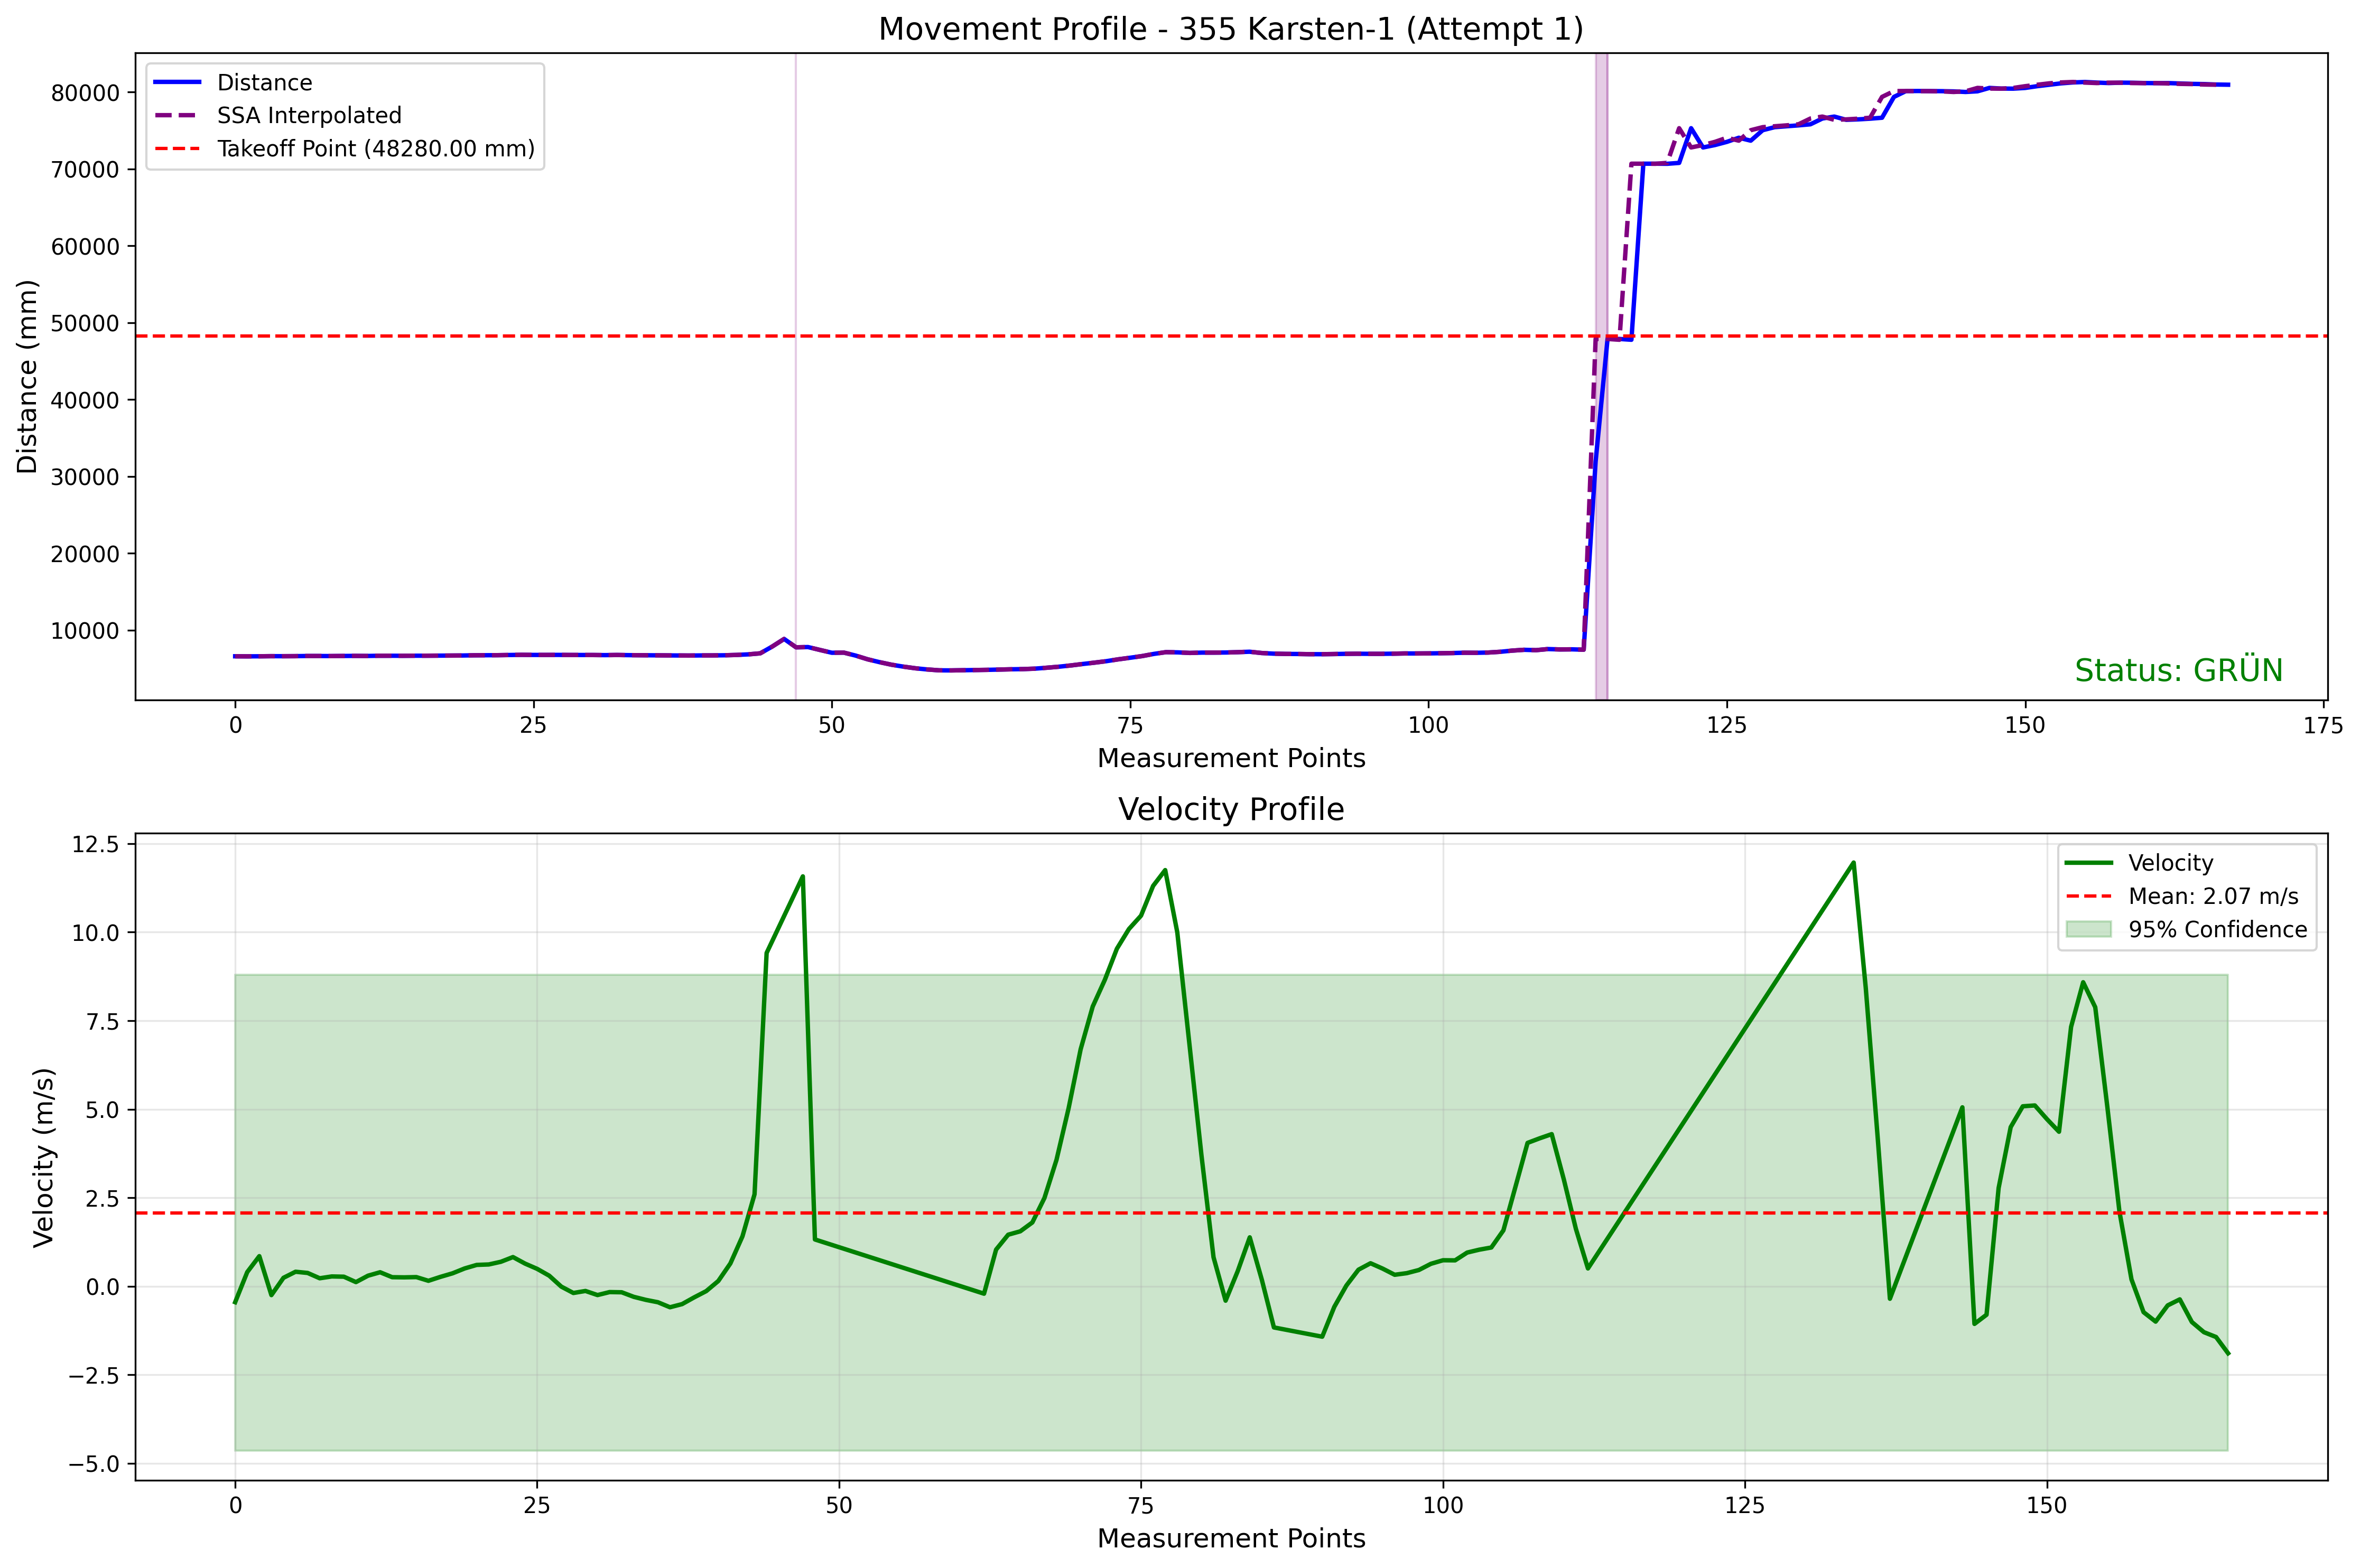 Movement Profile - 355 Karsten-1 (Attempt 1)
Distance
SSA Interpolated
Takeoff Point (48280.00 mm)
Distance (mm)
80000
70000
60000
50000
40000
30000
20000
10000
Status: GRÜN
0 25 50 75 100 125 150 175
Measurement Points
Velocity Profile
Velocity
Mean: 2.07 m/s
95% Confidence
Velocity (m/s)
12.5
10.0
7.5
5.0
2.5
0.0
−2.5
−5.0
0 25 50 75 100 125 150
Measurement Points